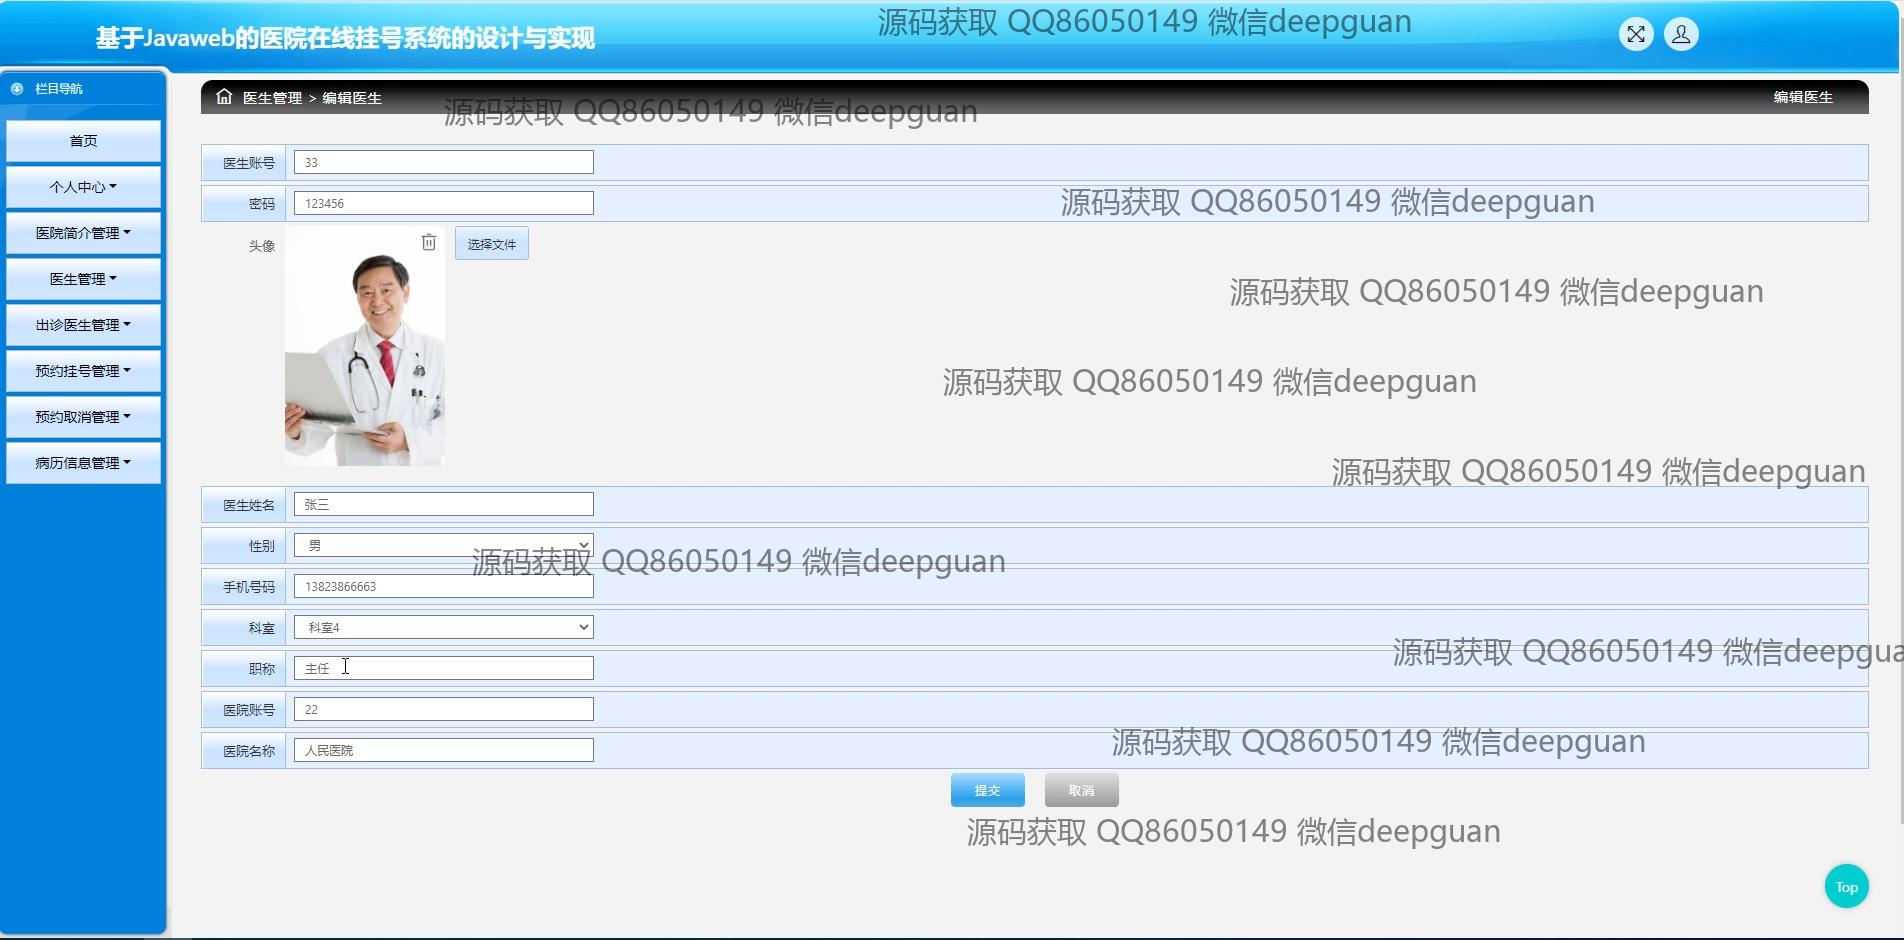 基于Javaweb的医院在线挂号系统的设计与实现
源码获取 QQ86050149 微信deepguan
栏目导航
首页
个人中心
医院简介管理
医生管理
出诊医生管理
预约挂号管理
预约取消管理
病历信息管理
医生管理 > 编辑医生
编辑医生
源码获取 QQ86050149 微信deepguan
医生账号 33
密码 123456
源码获取 QQ86050149 微信deepguan
头像 选择文件
源码获取 QQ86050149 微信deepguan
源码获取 QQ86050149 微信deepguan
源码获取 QQ86050149 微信deepguan
医生姓名 张三
性别 男
源码获取 QQ86050149 微信deepguan
手机号码 13823866663
科室 科室4
源码获取 QQ86050149 微信deepgua
职称 主任
医院账号 22
源码获取 QQ86050149 微信deepguan
医院名称 人民医院
提交 取消
源码获取 QQ86050149 微信deepguan
Top